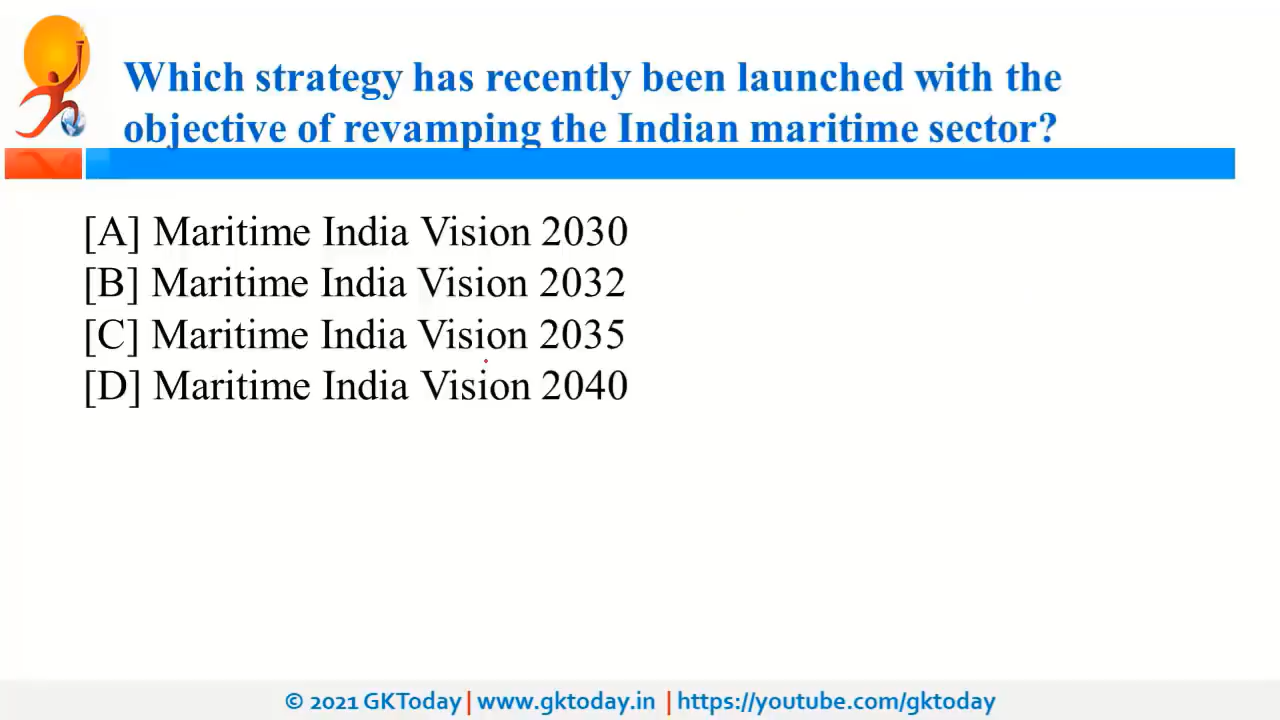 Which strategy has recently been launched with the
objective of revamping the Indian maritime sector?
[A] Maritime India Vision 2030
[B] Maritime India Vision 2032
[C] Maritime India Vision 2035
[D] Maritime India Vision 2040
© 2021 GKToday | www.gktoday.in | https://youtube.com/gktoday